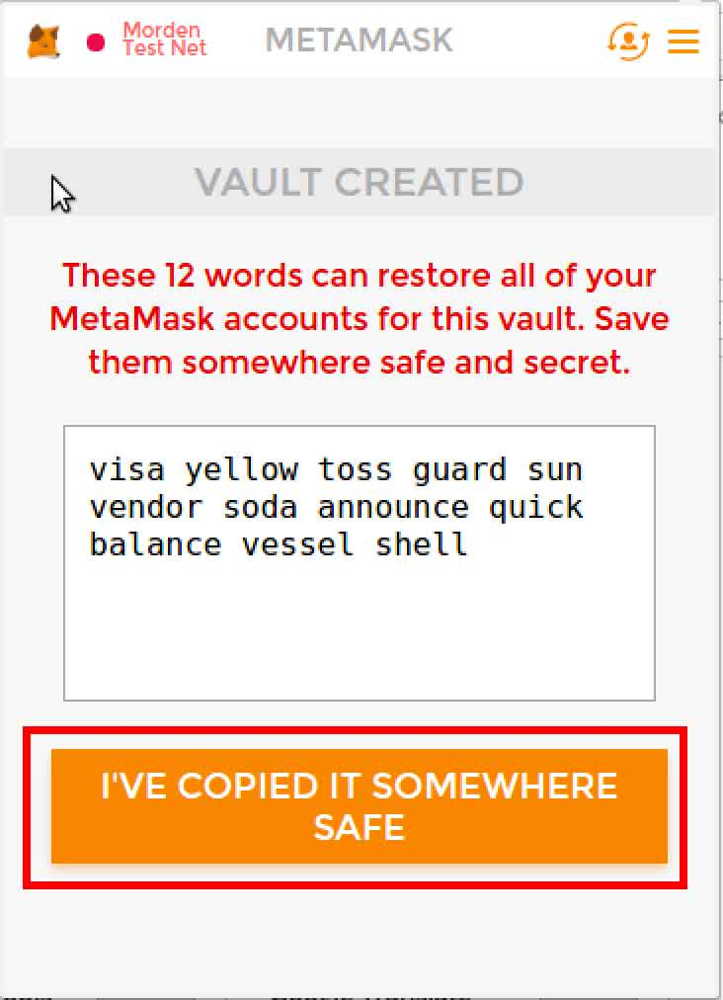 Morden
Test Net
METAMASK
VAULT CREATED
These 12 words can restore all of your
MetaMask accounts for this vault. Save
them somewhere safe and secret.
visa yellow toss guard sun
vendor soda announce quick
balance vessel shell
I'VE COPIED IT SOMEWHERE
SAFE